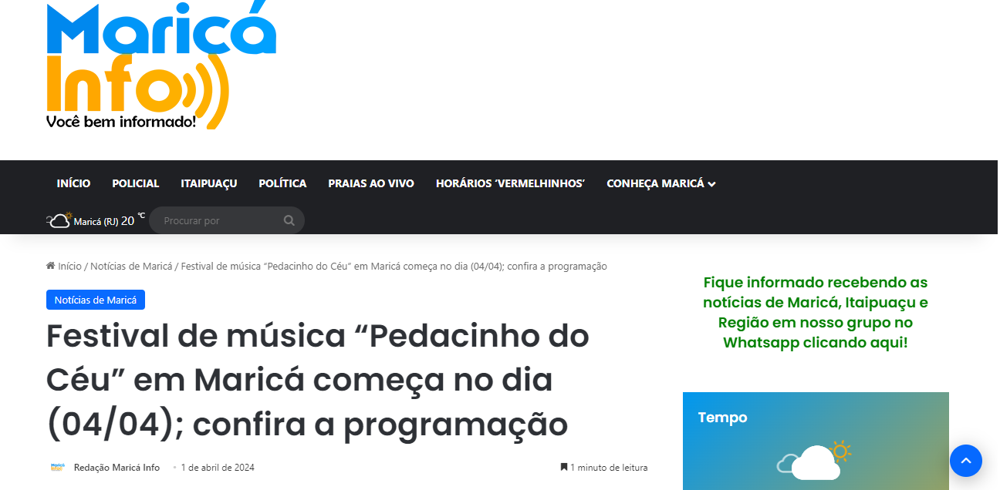 Maricá
Info
Você bem informado!
INÍCIO POLICIAL ITAIPUAÇU POLÍTICA PRAIAS AO VIVO HORÁRIOS ‘VERMELHINHOS’ CONHEÇA MARICÁ
Maricá (RJ) 20 ℃ Procurar por
Início / Notícias de Maricá / Festival de música “Pedacinho do Céu” em Maricá começa no dia (04/04); confira a programação
Notícias de Maricá
Festival de música “Pedacinho do
Céu” em Maricá começa no dia
(04/04); confira a programação
Maricá Info Redação Maricá Info 1 de abril de 2024 1 minuto de leitura
Fique informado recebendo as
notícias de Maricá, Itaipuaçu e
Região em nosso grupo no
Whatsapp clicando aqui!
Tempo